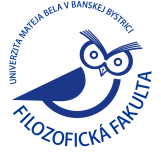 UNIVERZITA MATEJA BELA V BANSKEJ BYSTRICI
FILOZOFICKÁ FAKULTA